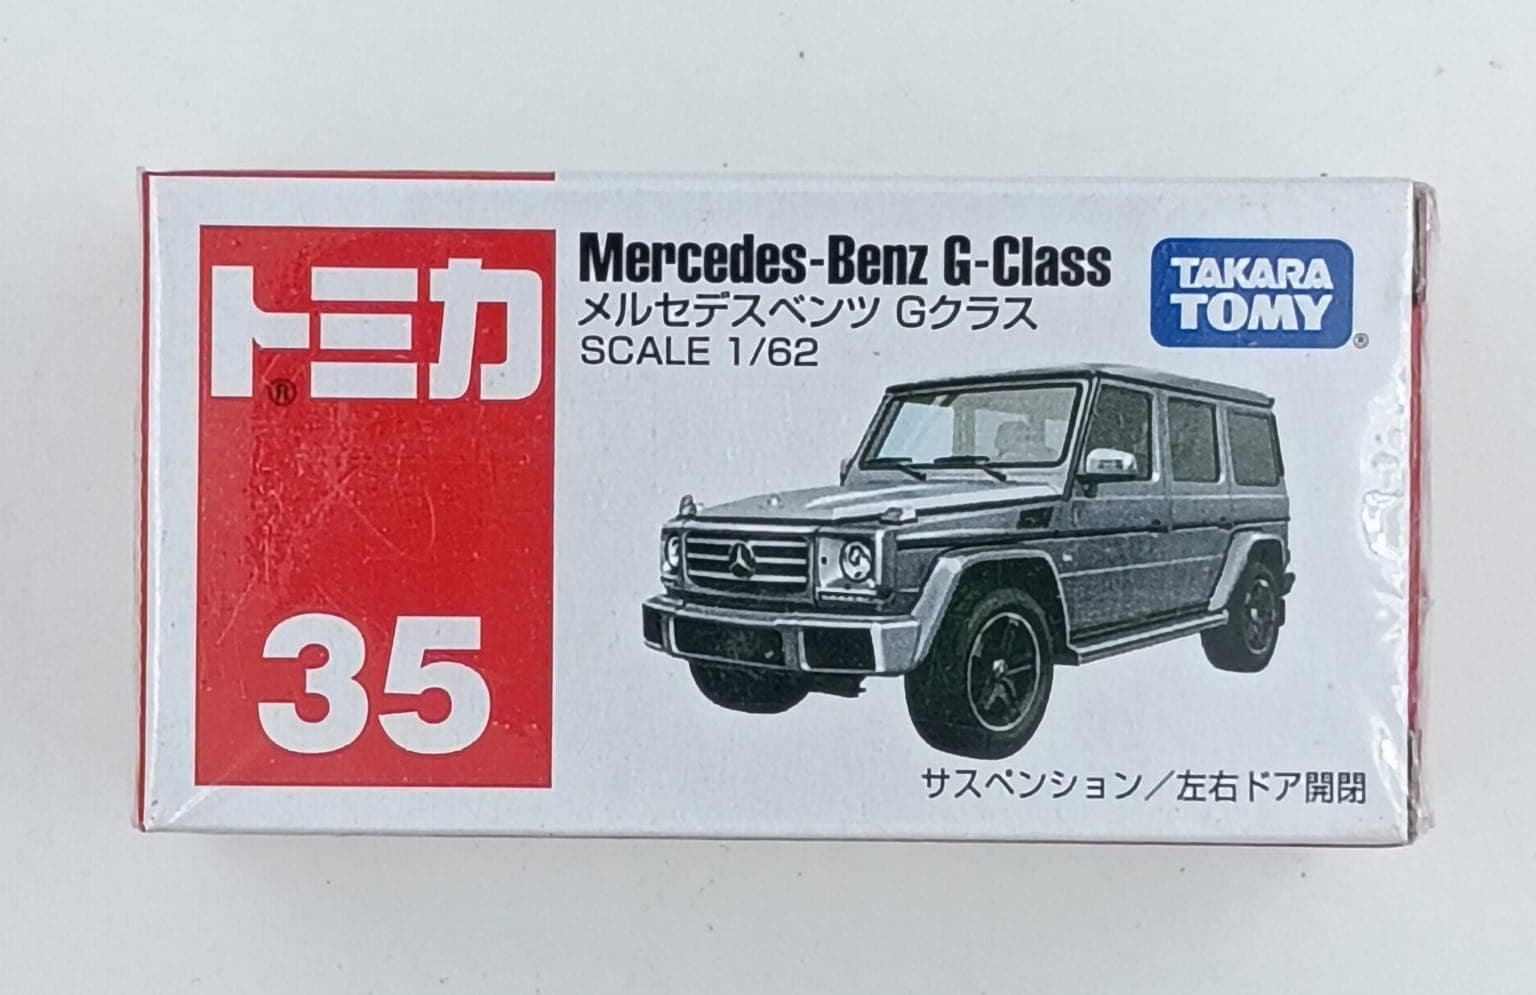 トミカ
®
35
Mercedes-Benz G-Class
メルセデスベンツ Gクラス
SCALE 1/62
TAKARA
TOMY
®
サスペンション／左右ドア開閉